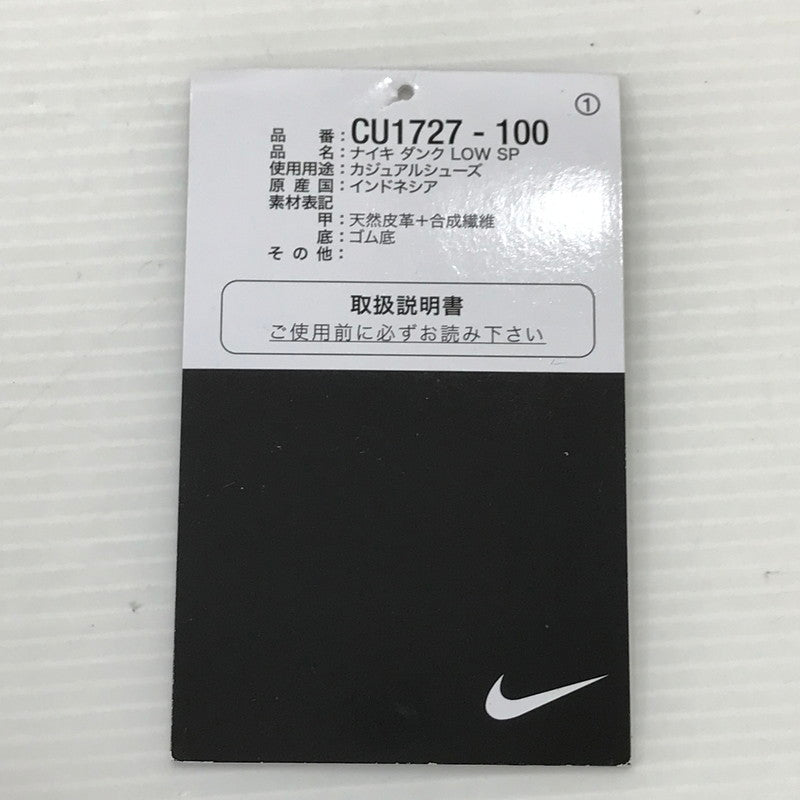 ①
品番：CU1727 - 100
品名：ナイキ ダンク LOW SP
使用用途：カジュアルシューズ
原産国：インドネシア
素材表記
甲：天然皮革＋合成繊維
底：ゴム底
その他：
取扱説明書
ご使用前に必ずお読み下さい